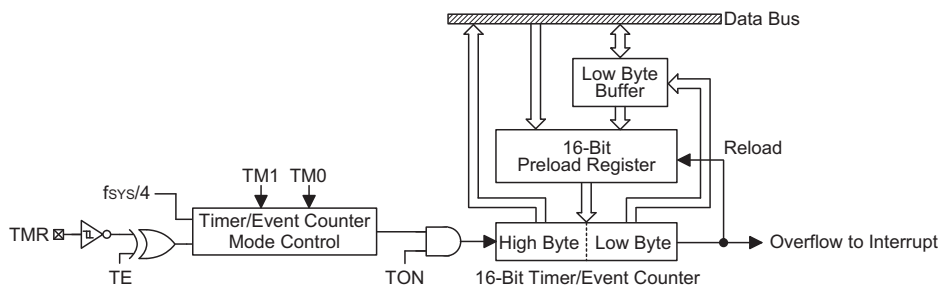 Data Bus
Low Byte
Buffer
16-Bit
Preload Register
Reload
TM1
TM0
fSYS/4
Timer/Event Counter
Mode Control
TMR
TE
TON
High Byte
Low Byte
Overflow to Interrupt
16-Bit Timer/Event Counter